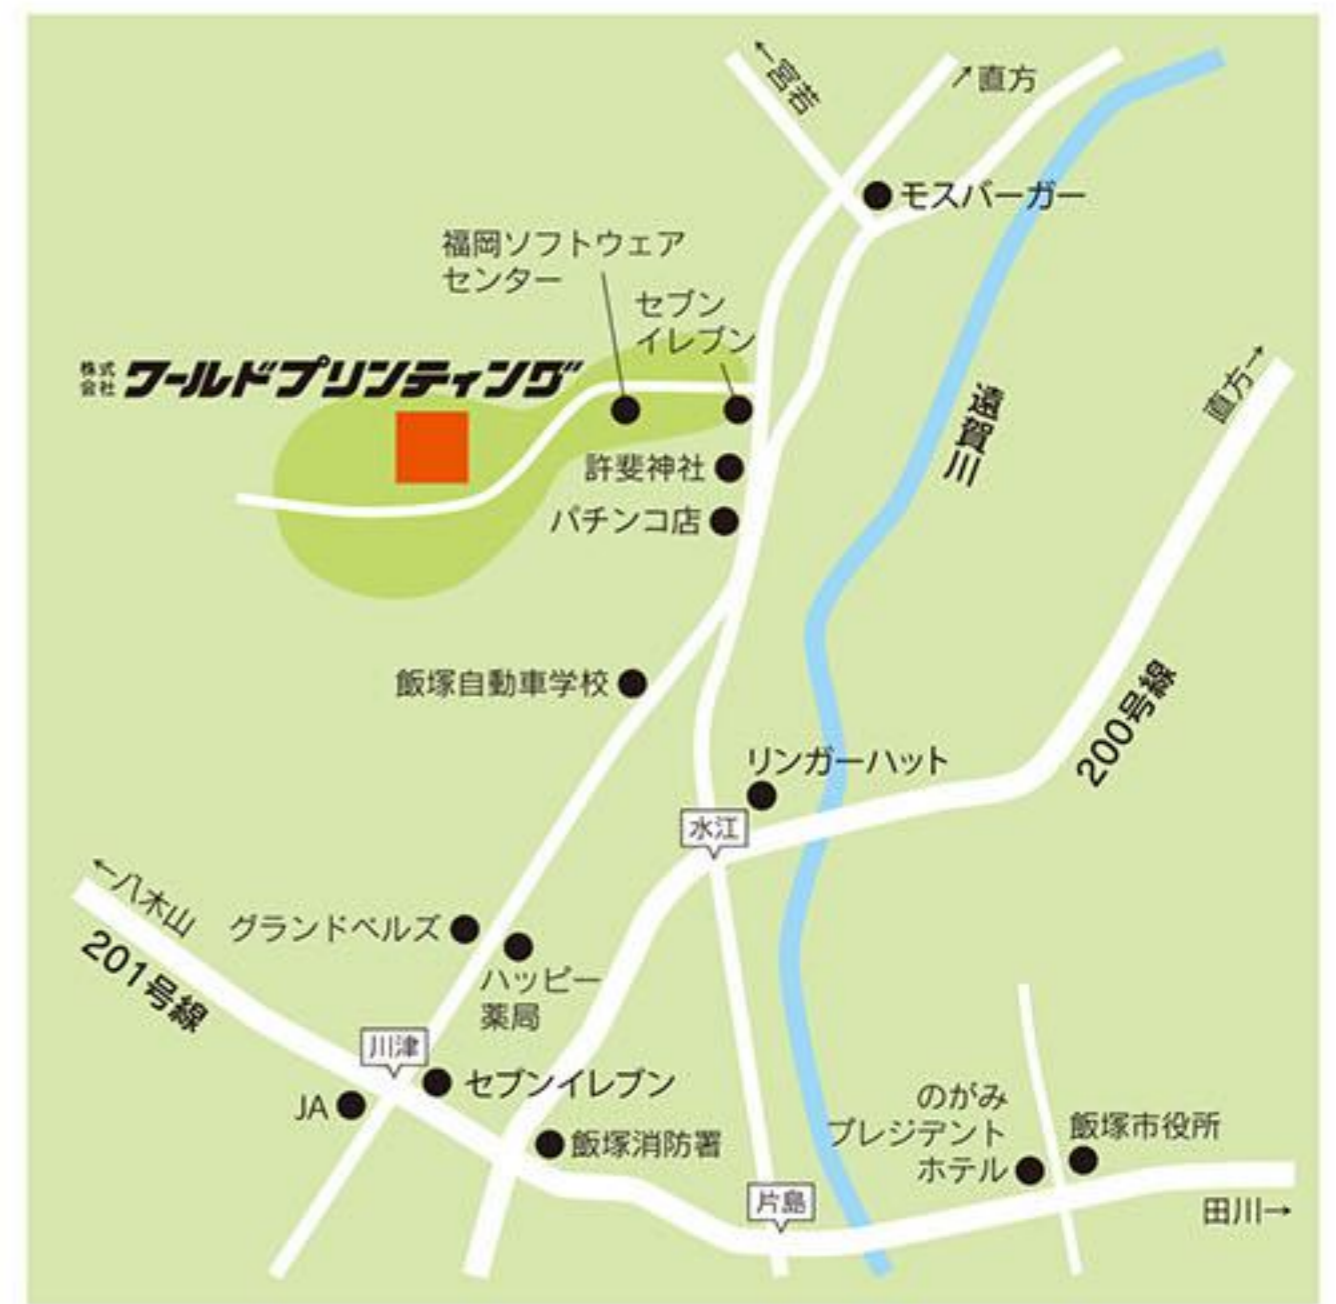 ←宮若
↗直方
モスバーガー
福岡ソフトウェア
センター
セブン
イレブン
株式
会社
ワールドプリンティング
許斐神社
パチンコ店
遠賀川
直方→
飯塚自動車学校
200号線
リンガーハット
水江
←八木山
201号線
グランドベルズ
ハッピー
薬局
川津
セブンイレブン
JA
飯塚消防署
のがみ
プレジデント
ホテル
飯塚市役所
片島
田川→